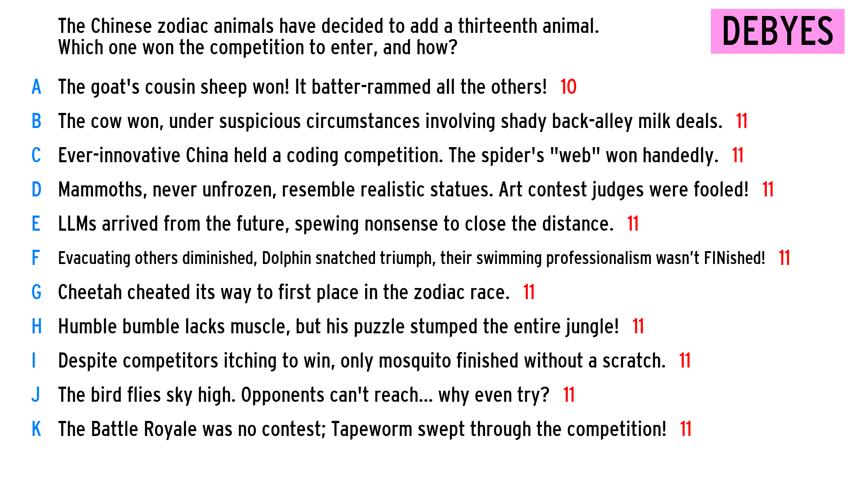 The Chinese zodiac animals have decided to add a thirteenth animal.
Which one won the competition to enter, and how?
DEBYES
A The goat's cousin sheep won! It batter-rammed all the others! 10
B The cow won, under suspicious circumstances involving shady back-alley milk deals. 11
C Ever-innovative China held a coding competition. The spider's "web" won handedly. 11
D Mammoths, never unfrozen, resemble realistic statues. Art contest judges were fooled! 11
E LLMs arrived from the future, spewing nonsense to close the distance. 11
F Evacuating others diminished, Dolphin snatched triumph, their swimming professionalism wasn't FINished! 11
G Cheetah cheated its way to first place in the zodiac race. 11
H Humble bumble lacks muscle, but his puzzle stumped the entire jungle! 11
I Despite competitors itching to win, only mosquito finished without a scratch. 11
J The bird flies sky high. Opponents can't reach... why even try? 11
K The Battle Royale was no contest; Tapeworm swept through the competition! 11